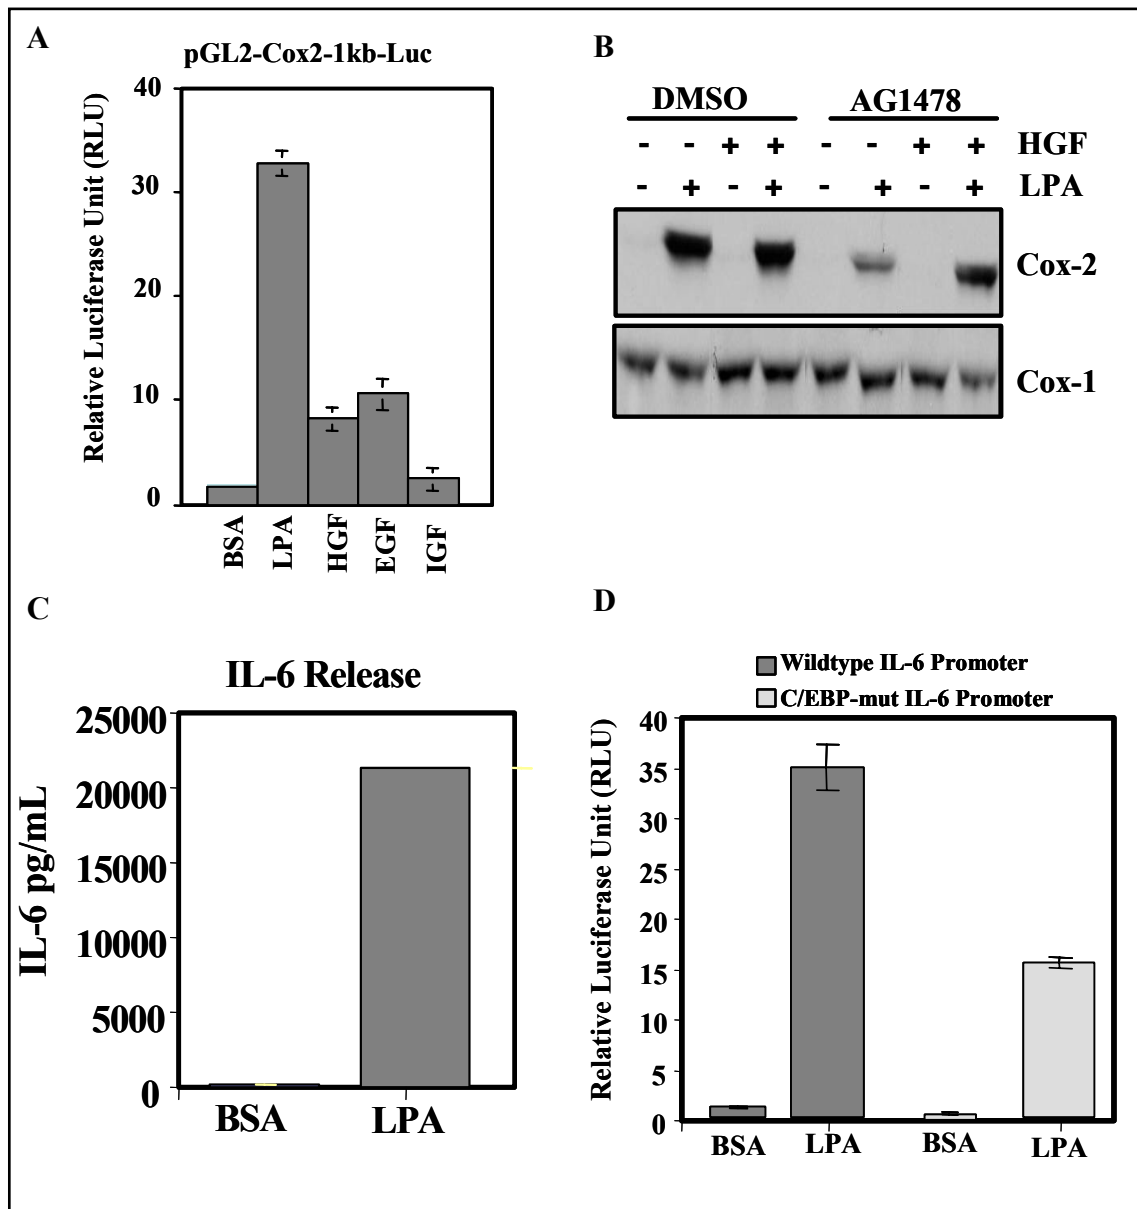 A
pGL2-Cox2-1kb-Luc
Relative Luciferase Unit (RLU)
40
30
20
10
0
BSA
LPA
HGF
EGF
IGF
B
DMSO AG1478
- - + + - - + + HGF
- + - + - + - + LPA
Cox-2
Cox-1
C
IL-6 Release
IL-6 pg/mL
25000
20000
15000
10000
5000
0
BSA LPA
D
Wildtype IL-6 Promoter
C/EBP-mut IL-6 Promoter
Relative Luciferase Unit (RLU)
40
35
30
25
20
15
10
5
0
BSA LPA BSA LPA